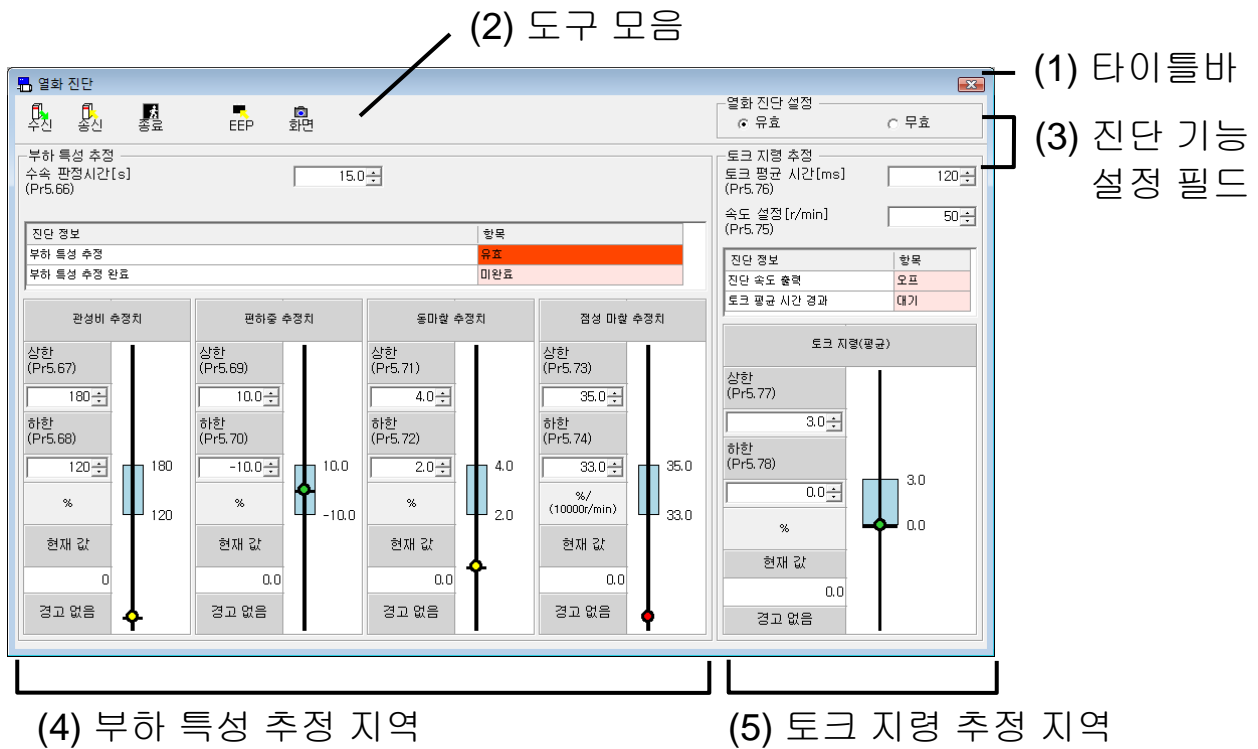 (2) 도구 모음
(1) 타이틀바
열화 진단
수신 송신 종료 EEP 화면
열화 진단 설정
유효 무효
(3) 진단 기능
설정 필드
부하 특성 추정
수속 판정시간[s]
(Pr5.66)
15.0
진단 정보 항목
부하 특성 추정 유효
부하 특성 추정 완료 미완료
토크 지령 추정
토크 평균 시간[ms]
(Pr5.76)
120
속도 설정[r/min]
(Pr5.75)
50
진단 정보 항목
진단 속도 출력 오프
토크 평균 시간 경과 대기
관성비 추정치
상한
(Pr5.67)
180
하한
(Pr5.68)
120
%
현재 값
0
경고 없음
180
120
편하중 추정치
상한
(Pr5.69)
10.0
하한
(Pr5.70)
-10.0
%
현재 값
0.0
경고 없음
10.0
-10.0
동마찰 추정치
상한
(Pr5.71)
4.0
하한
(Pr5.72)
2.0
%
현재 값
0.0
경고 없음
4.0
2.0
점성 마찰 추정치
상한
(Pr5.73)
35.0
하한
(Pr5.74)
33.0
%/
(10000r/min)
현재 값
0.0
경고 없음
35.0
33.0
토크 지령(평균)
상한
(Pr5.77)
3.0
하한
(Pr5.78)
0.0
%
현재 값
0.0
경고 없음
3.0
0.0
(4) 부하 특성 추정 지역
(5) 토크 지령 추정 지역